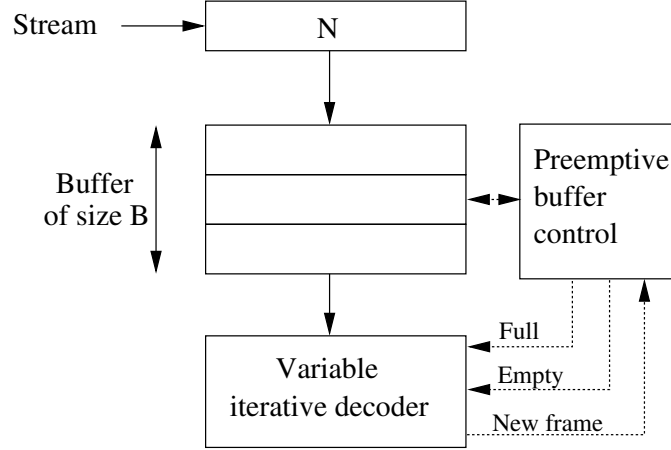 Stream
N
Buffer
of size B
Preemptive
buffer
control
Full
Empty
New frame
Variable
iterative decoder